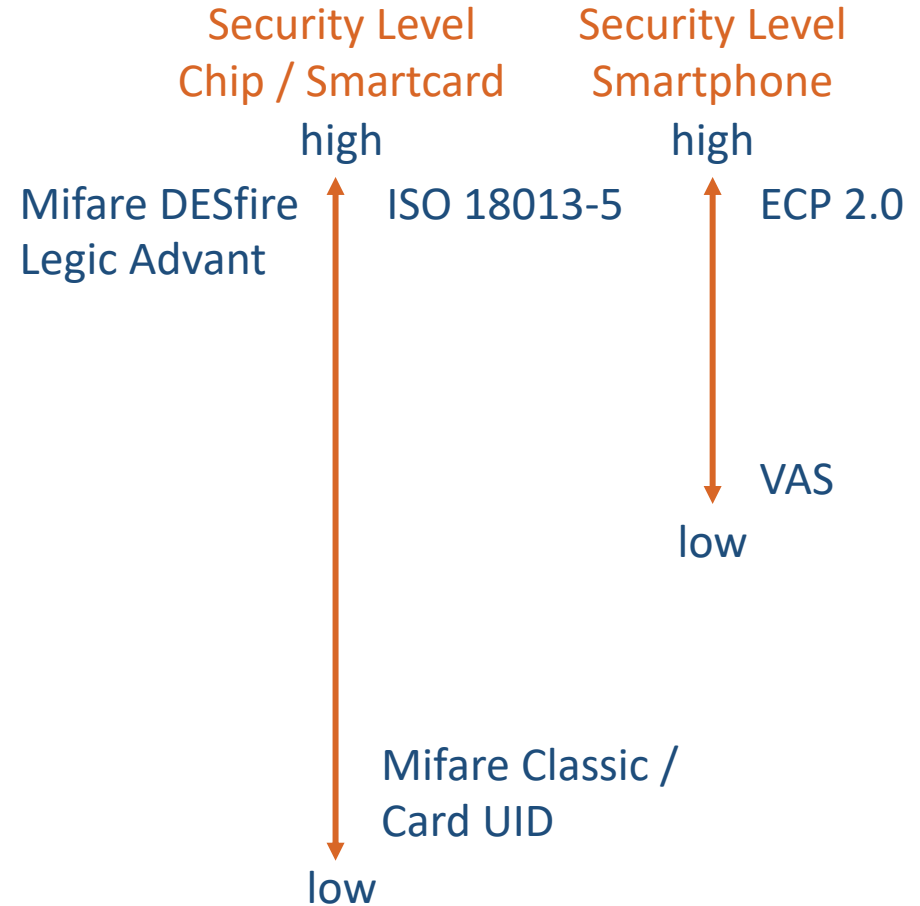 Security Level
Chip / Smartcard
high
Mifare DESfire
Legic Advant
ISO 18013-5
Mifare Classic /
Card UID
low
Security Level
Smartphone
high
ECP 2.0
VAS
low